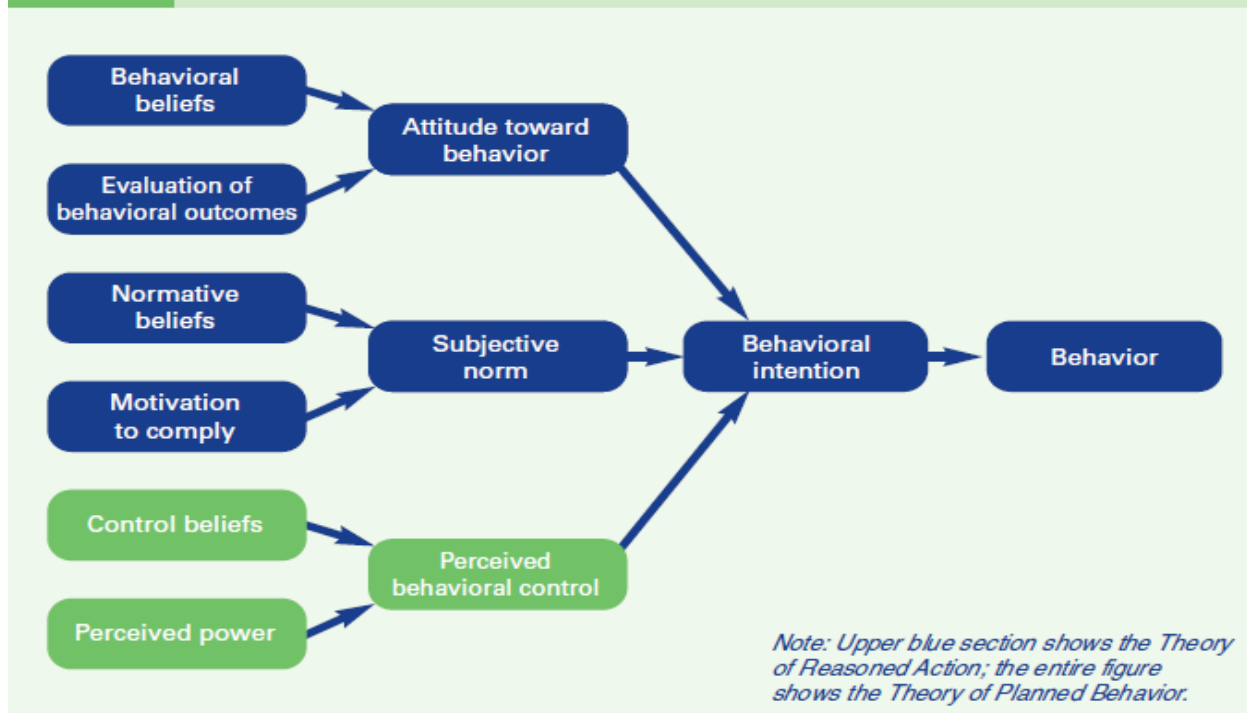 Behavioral
beliefs
Evaluation of
behavioral outcomes
Attitude toward
behavior
Normative
beliefs
Motivation
to comply
Subjective
norm
Behavioral
intention
Behavior
Control beliefs
Perceived power
Perceived
behavioral control
Note: Upper blue section shows the Theory
of Reasoned Action; the entire figure
shows the Theory of Planned Behavior.